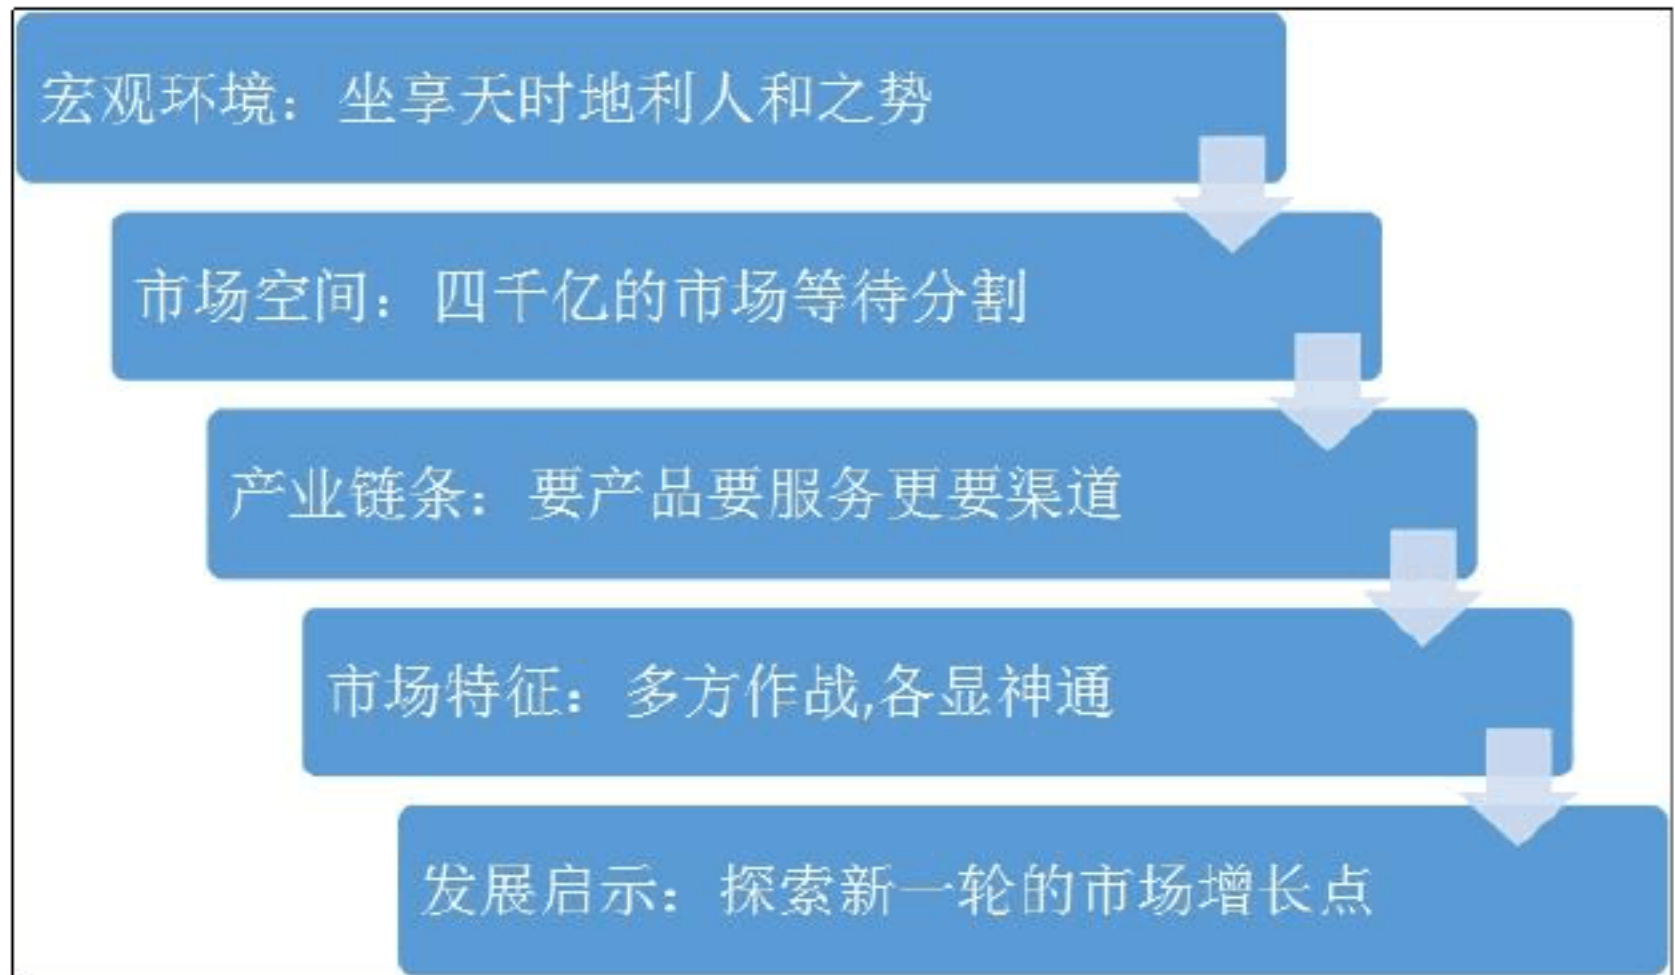 宏观环境：坐享天时地利人和之势
市场空间：四千亿的市场等待分割
产业链条：要产品要服务更要渠道
市场特征：多方作战,各显神通
发展启示：探索新一轮的市场增长点